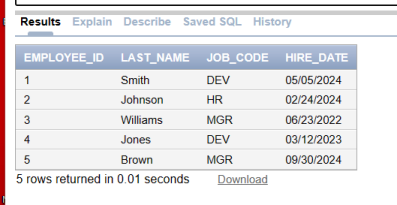 Results Explain Describe Saved SQL History
EMPLOYEE_ID LAST_NAME JOB_CODE HIRE_DATE
1 Smith DEV 05/05/2024
2 Johnson HR 02/24/2024
3 Williams MGR 06/23/2022
4 Jones DEV 03/12/2023
5 Brown MGR 09/30/2024
5 rows returned in 0.01 seconds Download